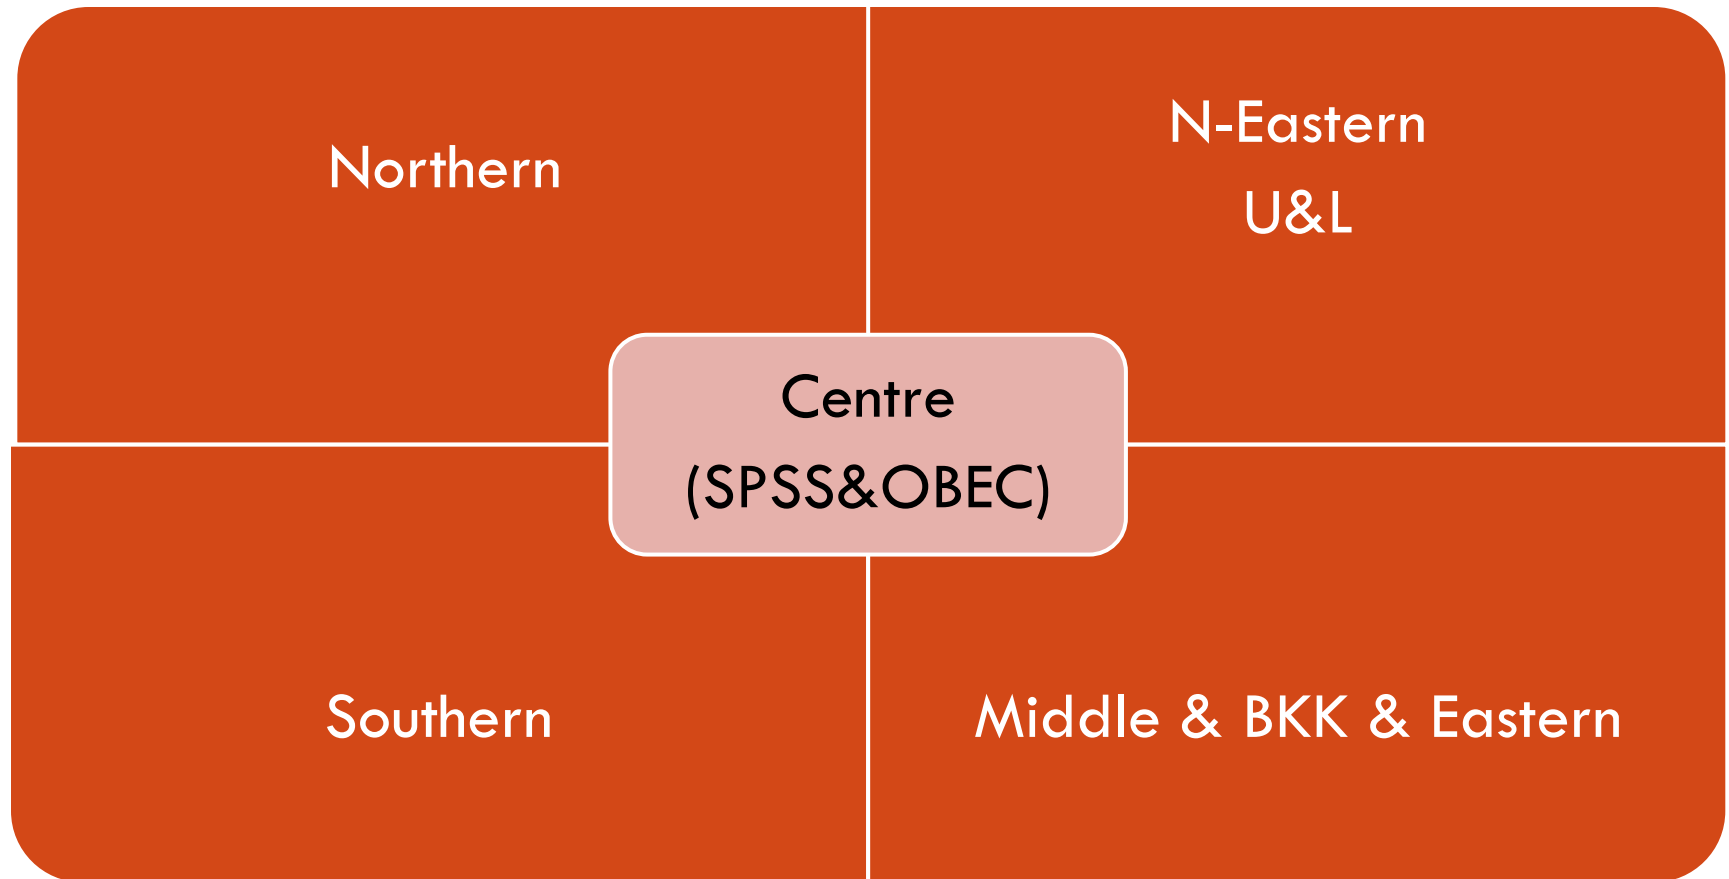 Northern
N-Eastern
U&L
Centre
(SPSS&OBEC)
Southern
Middle & BKK & Eastern